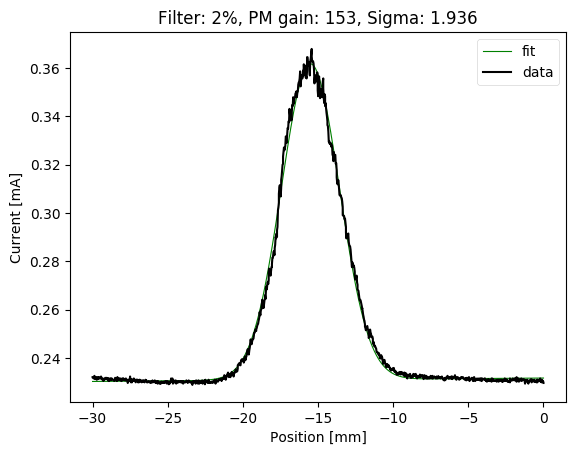 Filter: 2%, PM gain: 153, Sigma: 1.936
fit
data
Current [mA]
0.36
0.34
0.32
0.30
0.28
0.26
0.24
−30
−25
−20
−15
−10
−5
0
Position [mm]